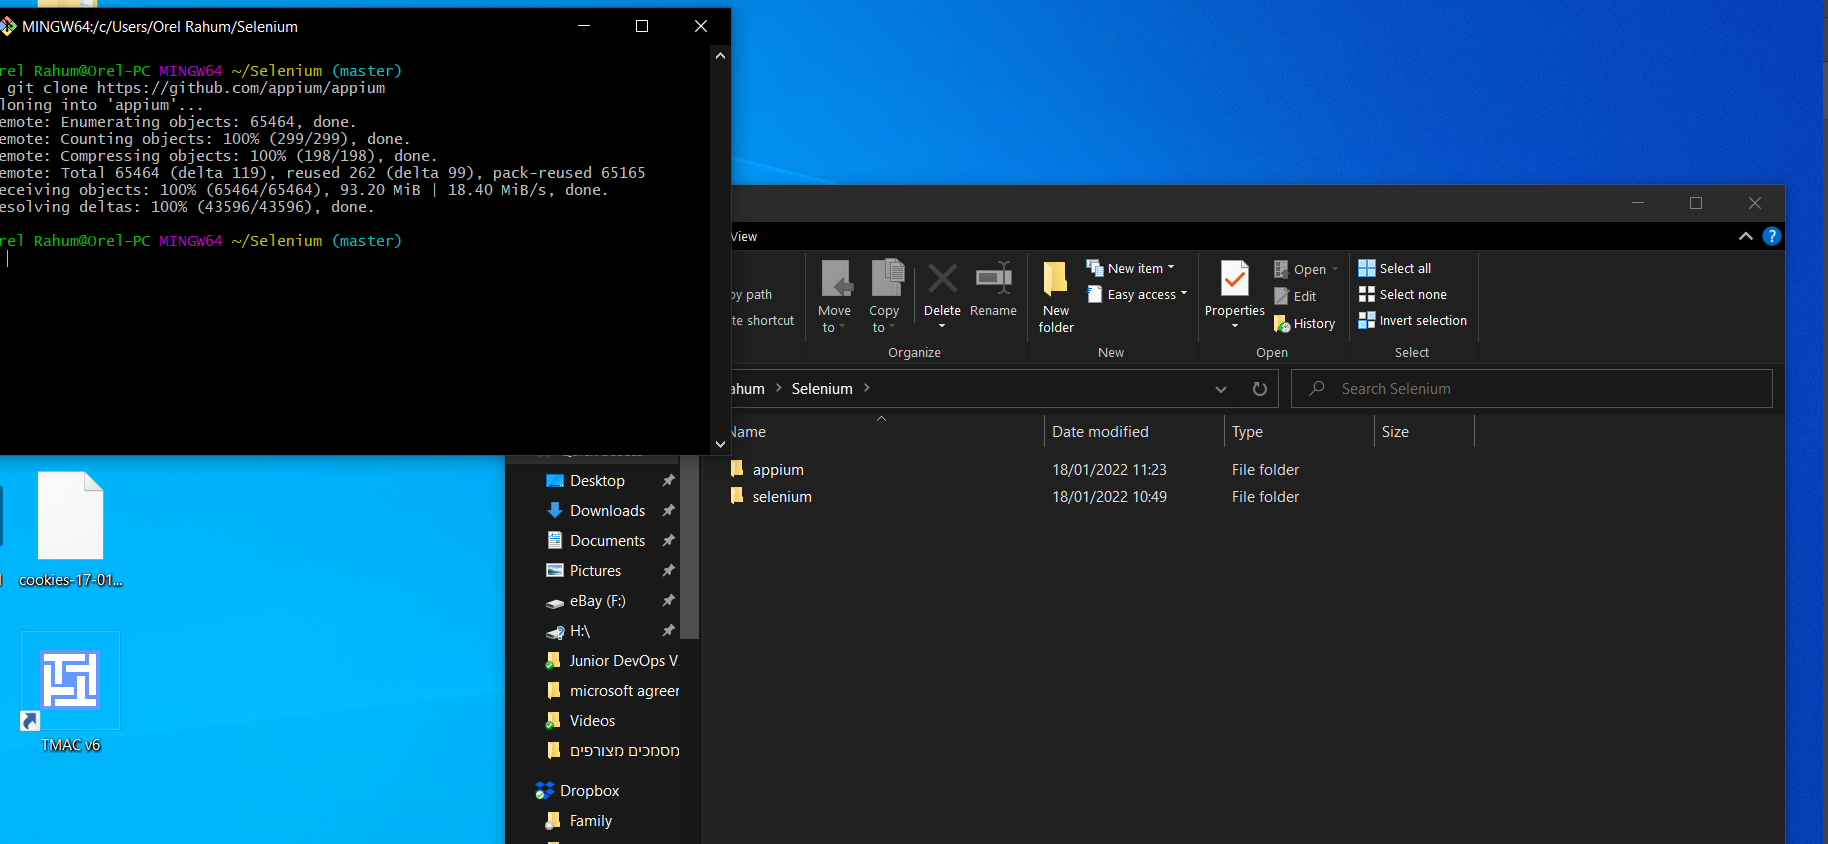 MINGW64:/c/Users/Orel Rahum/Selenium
rel Rahum@Orel-PC MINGW64 ~/Selenium (master)
git clone https://github.com/appium/appium
loning into 'appium'...
emote: Enumerating objects: 65464, done.
emote: Counting objects: 100% (299/299), done.
emote: Compressing objects: 100% (198/198), done.
emote: Total 65464 (delta 119), reused 262 (delta 99), pack-reused 65165
eceiving objects: 100% (65464/65464), 93.20 MiB | 18.40 MiB/s, done.
esolving deltas: 100% (43596/43596), done.
rel Rahum@Orel-PC MINGW64 ~/Selenium (master)
View
py path
te shortcut
Move to
Copy to
Delete
Rename
Organize
New folder
New item
Easy access
New
Properties
Open
Edit
History
Open
Select all
Select none
Invert selection
Select
ahum > Selenium >
Search Selenium
Name Date modified Type Size
appium 18/01/2022 11:23 File folder
selenium 18/01/2022 10:49 File folder
Quick access
Desktop
Downloads
Documents
Pictures
eBay (F:)
H:\
Junior DevOps V
microsoft agreer
Videos
מסמכים מצורפים
Dropbox
Family
cookies-17-01...
TMAC v6